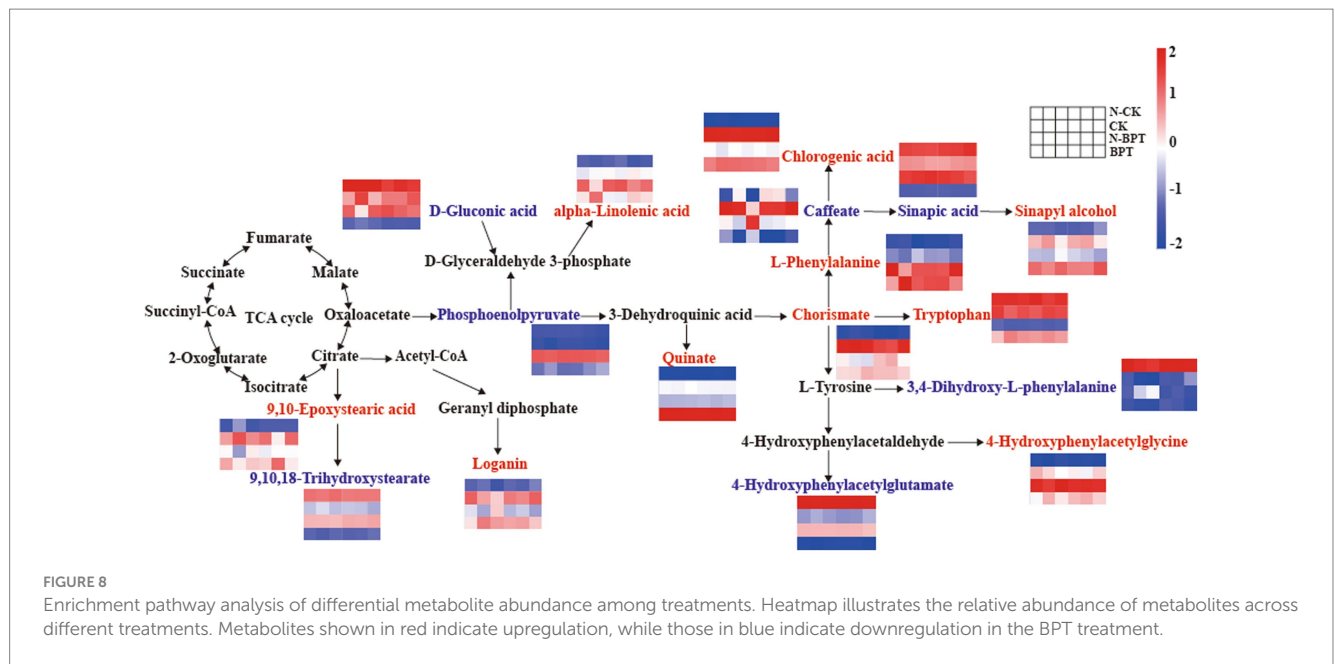 2
N-CK
CK
1
N-BPT
0
BPT
Chlorogenic acid
-1
D-Gluconic acid
alpha-Linolenic acid
Caffeate
Sinapic acid
Sinapyl alcohol
-2
Fumarate
D-Glyceraldehyde 3-phosphate
L-Phenylalanine
Succinate
Malate
Succinyl-CoA
TCA cycle
Oxaloacetate
Phosphoenolpyruvate
3-Dehydroquinic acid
Chorismate
Tryptophan
2-Oxoglutarate
Citrate
Acetyl-CoA
Quinate
Isocitrate
L-Tyrosine
3,4-Dihydroxy-L-phenylalanine
9,10-Epoxystearic acid
Geranyl diphosphate
4-Hydroxyphenylacetaldehyde
4-Hydroxyphenylacetylglycine
Loganin
9,10,18-Trihydroxystearate
4-Hydroxyphenylacetylglutamate
FIGURE 8
Enrichment pathway analysis of differential metabolite abundance among treatments. Heatmap illustrates the relative abundance of metabolites across
different treatments. Metabolites shown in red indicate upregulation, while those in blue indicate downregulation in the BPT treatment.